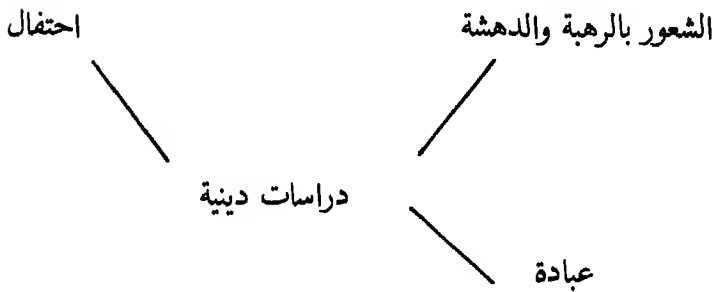 الشعور بالرهبة والدهشة
احتفال
دراسات دينية
عبادة